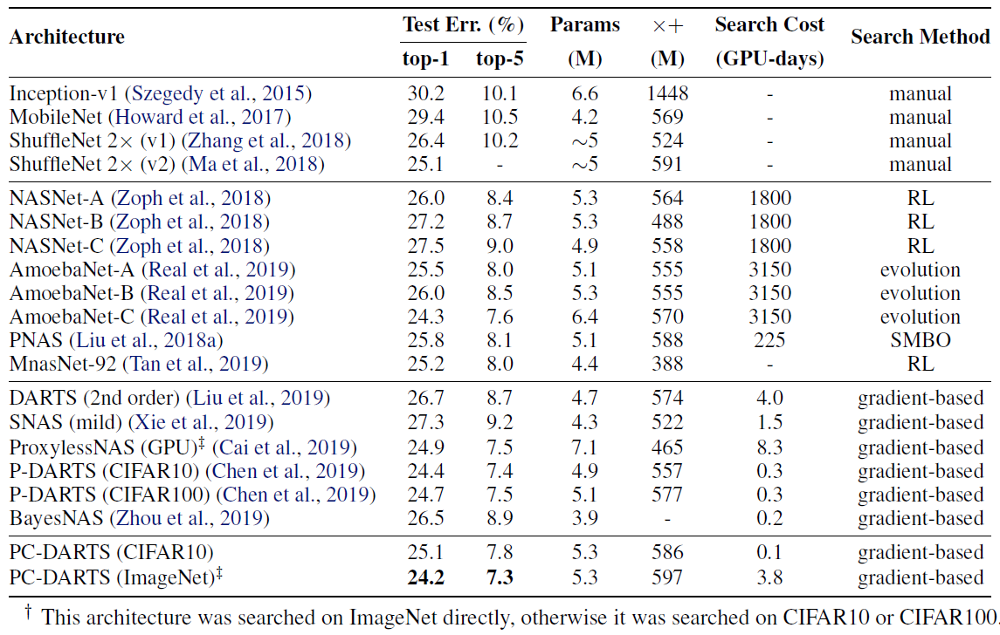 Architecture Test Err. (%) Params ×+ Search Cost Search Method
top-1 top-5 (M) (M) (GPU-days)
Inception-v1 (Szegedy et al., 2015) 30.2 10.1 6.6 1448 - manual
MobileNet (Howard et al., 2017) 29.4 10.5 4.2 569 - manual
ShuffleNet 2× (v1) (Zhang et al., 2018) 26.4 10.2 ∼5 524 - manual
ShuffleNet 2× (v2) (Ma et al., 2018) 25.1 - ∼5 591 - manual
NASNet-A (Zoph et al., 2018) 26.0 8.4 5.3 564 1800 RL
NASNet-B (Zoph et al., 2018) 27.2 8.7 5.3 488 1800 RL
NASNet-C (Zoph et al., 2018) 27.5 9.0 4.9 558 1800 RL
AmoebaNet-A (Real et al., 2019) 25.5 8.0 5.1 555 3150 evolution
AmoebaNet-B (Real et al., 2019) 26.0 8.5 5.3 555 3150 evolution
AmoebaNet-C (Real et al., 2019) 24.3 7.6 6.4 570 3150 evolution
PNAS (Liu et al., 2018a) 25.8 8.1 5.1 588 225 SMBO
MnasNet-92 (Tan et al., 2019) 25.2 8.0 4.4 388 - RL
DARTS (2nd order) (Liu et al., 2019) 26.7 8.7 4.7 574 4.0 gradient-based
SNAS (mild) (Xie et al., 2019) 27.3 9.2 4.3 522 1.5 gradient-based
ProxylessNAS (GPU)‡ (Cai et al., 2019) 24.9 7.5 7.1 465 8.3 gradient-based
P-DARTS (CIFAR10) (Chen et al., 2019) 24.4 7.4 4.9 557 0.3 gradient-based
P-DARTS (CIFAR100) (Chen et al., 2019) 24.7 7.5 5.1 577 0.3 gradient-based
BayesNAS (Zhou et al., 2019) 26.5 8.9 3.9 - 0.2 gradient-based
PC-DARTS (CIFAR10) 25.1 7.8 5.3 586 0.1 gradient-based
PC-DARTS (ImageNet)‡ 24.2 7.3 5.3 597 3.8 gradient-based
† This architecture was searched on ImageNet directly, otherwise it was searched on CIFAR10 or CIFAR100.